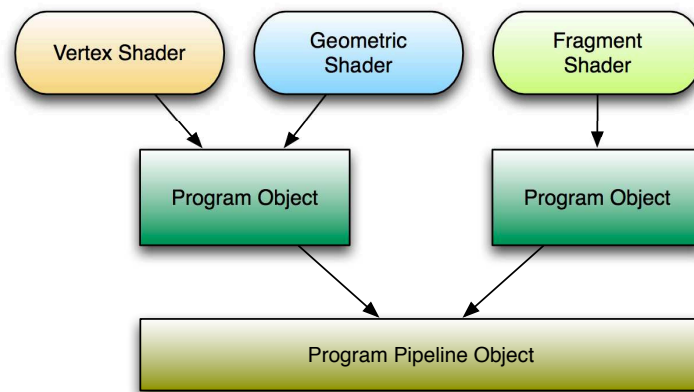 Vertex Shader
Geometric
Shader
Fragment
Shader
Program Object
Program Object
Program Pipeline Object